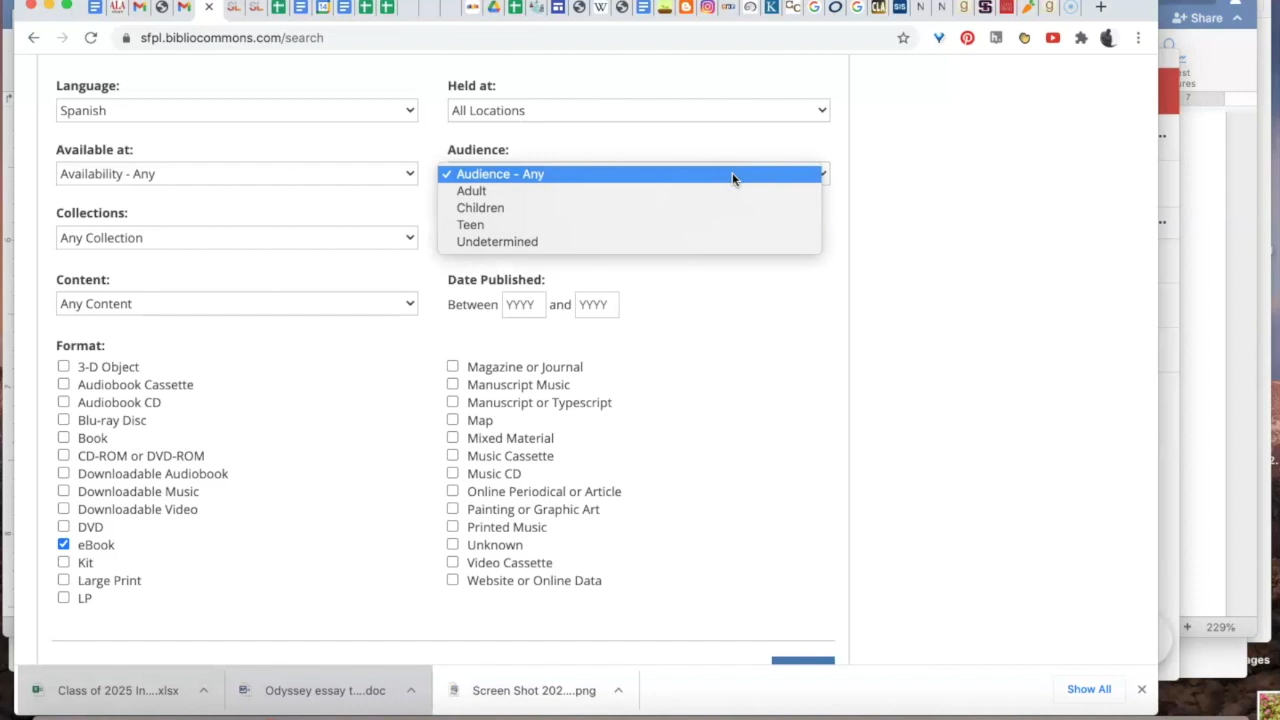 Share
sfpl.bibliocommons.com/search
Language: Held at:
Spanish All Locations
Available at: Audience:
Availability - Any ✓ Audience - Any
Adult
Collections: Children
Teen
Any Collection Undetermined
Content: Date Published:
Any Content Between YYYY and YYYY
Format:
3-D Object Magazine or Journal
Audiobook Cassette Manuscript Music
Audiobook CD Manuscript or Typescript
Blu-ray Disc Map
Book Mixed Material
CD-ROM or DVD-ROM Music Cassette
Downloadable Audiobook Music CD
Downloadable Music Online Periodical or Article
Downloadable Video Painting or Graphic Art
DVD Printed Music
eBook Unknown
Kit Video Cassette
Large Print Website or Online Data
LP
229%
Class of 2025 In....xlsx Odyssey essay t....doc Screen Shot 202....png Show All